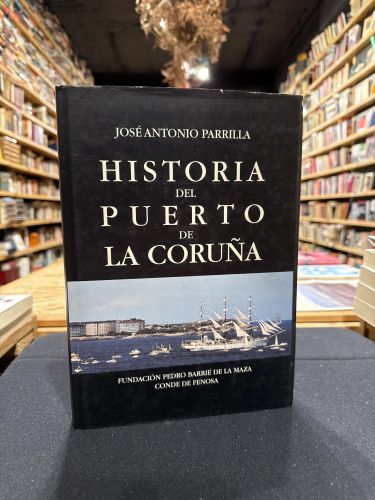 JOSÉ ANTONIO PARRILLA
HISTORIA
DEL
PUERTO
DE
LA CORUÑA
FUNDACIÓN PEDRO BARRIÉ DE LA MAZA
CONDE DE FENOSA